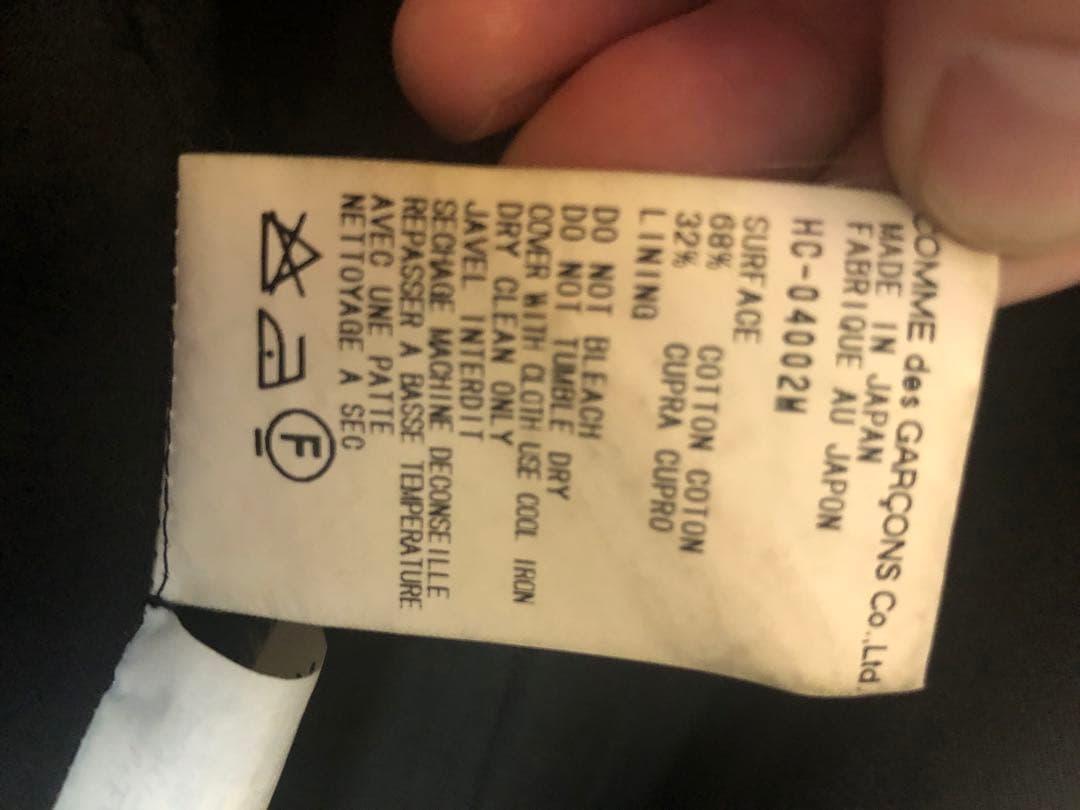 COMME des GARÇONS Co.,Ltd.
MADE IN JAPAN
FABRIQUE AU JAPON
HC-04002M
SURFACE
68% COTTON COTON
32% CUPRA CUPRO
LINING
DO NOT BLEACH
DO NOT TUMBLE DRY
COVER WITH CLOTH USE COOL IRON
DRY CLEAN ONLY
JAVEL INTERDIT
SECHAGE MACHINE DECONSEILLE
REPASSER A BASSE TEMPERATURE
AVEC UNE PATTE
NETTOYAGE A SEC
F